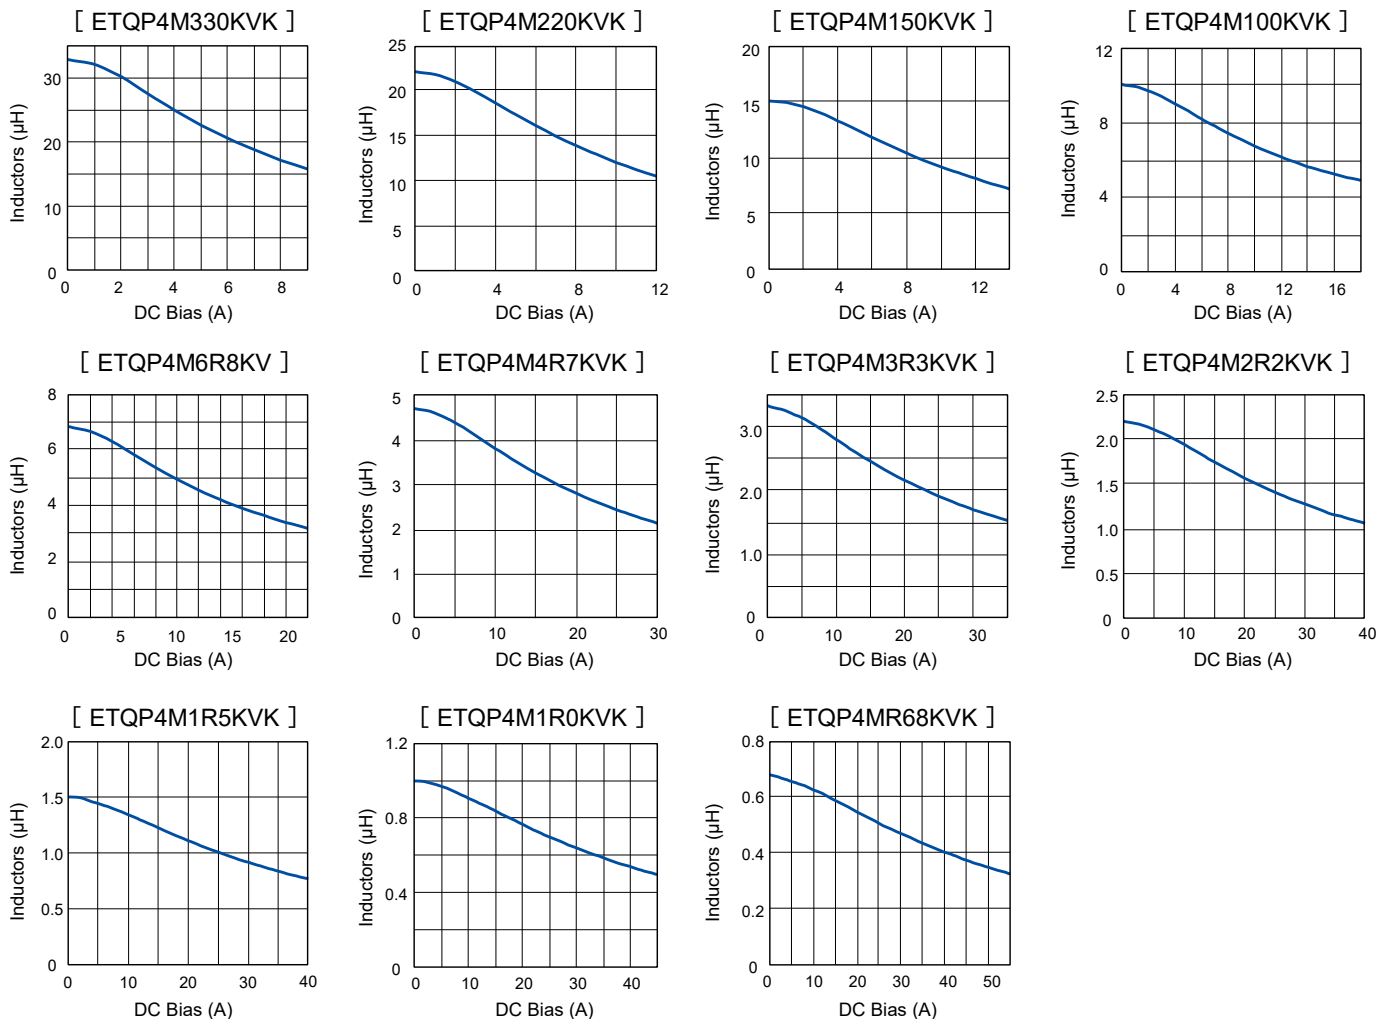 [ ETQP4M330KVK ]
30
20
10
0
0 2 4 6 8
Inductors (µH)
DC Bias (A)
[ ETQP4M220KVK ]
25
20
15
10
5
0
0 4 8 12
Inductors (µH)
DC Bias (A)
[ ETQP4M150KVK ]
20
15
10
5
0
0 4 8 12
Inductors (µH)
DC Bias (A)
[ ETQP4M100KVK ]
12
8
4
0
0 4 8 12 16
Inductors (µH)
DC Bias (A)
[ ETQP4M6R8KV ]
8
6
4
2
0
0 5 10 15 20
Inductors (µH)
DC Bias (A)
[ ETQP4M4R7KVK ]
5
4
3
2
1
0
0 10 20 30
Inductors (µH)
DC Bias (A)
[ ETQP4M3R3KVK ]
3.0
2.0
1.0
0
0 10 20 30
Inductors (µH)
DC Bias (A)
[ ETQP4M2R2KVK ]
2.5
2.0
1.5
1.0
0.5
0
0 10 20 30 40
Inductors (µH)
DC Bias (A)
[ ETQP4M1R5KVK ]
2.0
1.5
1.0
0.5
0
0 10 20 30 40
Inductors (µH)
DC Bias (A)
[ ETQP4M1R0KVK ]
1.2
0.8
0.4
0
0 10 20 30 40
Inductors (µH)
DC Bias (A)
[ ETQP4MR68KVK ]
0.8
0.6
0.4
0.2
0
0 10 20 30 40 50
Inductors (µH)
DC Bias (A)